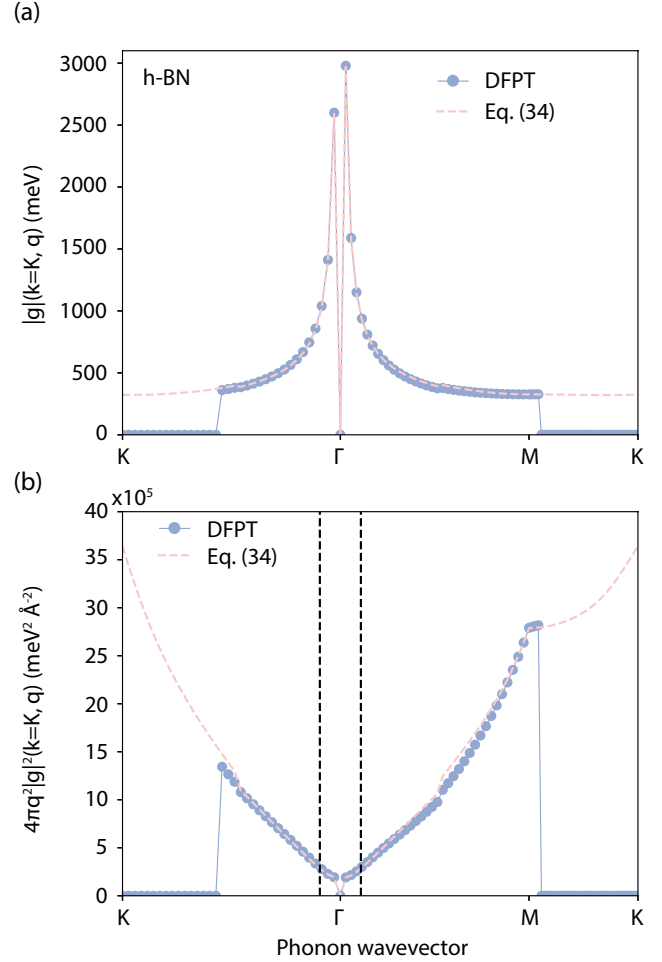 (a)
3000
2500
2000
1500
1000
500
0
|g|(k=K, q) (meV)
h-BN
DFPT
Eq. (34)
K Γ M K
(b)
x10⁵
40
35
30
25
20
15
10
5
0
4πq²|g|²(k=K, q) (meV² Å⁻²)
DFPT
Eq. (34)
K Γ M K
Phonon wavevector